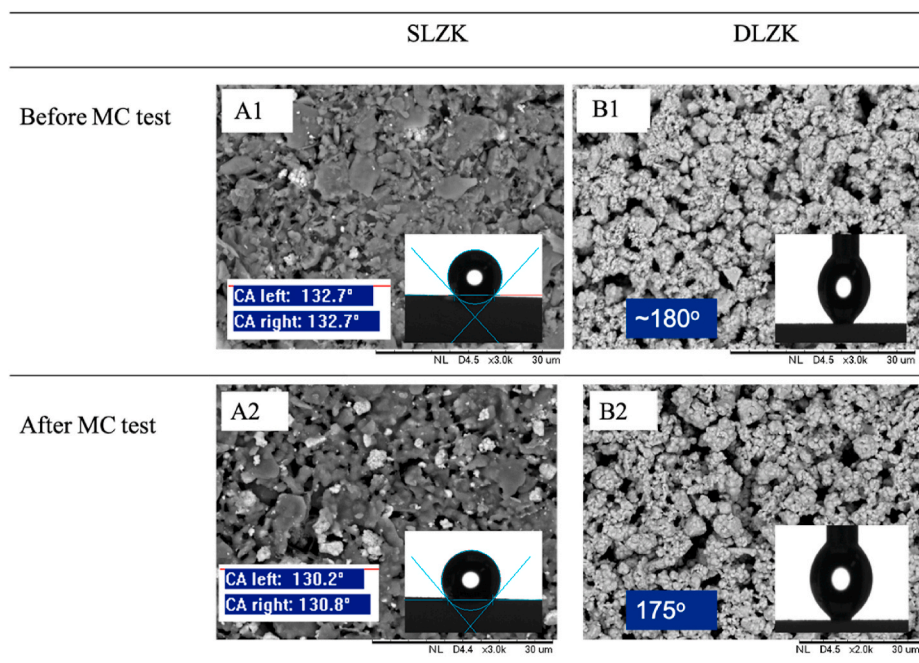 SLZK DLZK
Before MC test
A1
CA left: 132.7°
CA right: 132.7°
NL D4.5 x3.0k 30 um
B1
~180°
NL D4.5 x3.0k 30 um
After MC test
A2
CA left: 130.2°
CA right: 130.8°
NL D4.4 x3.0k 30 um
B2
175°
NL D4.5 x2.0k 30 um